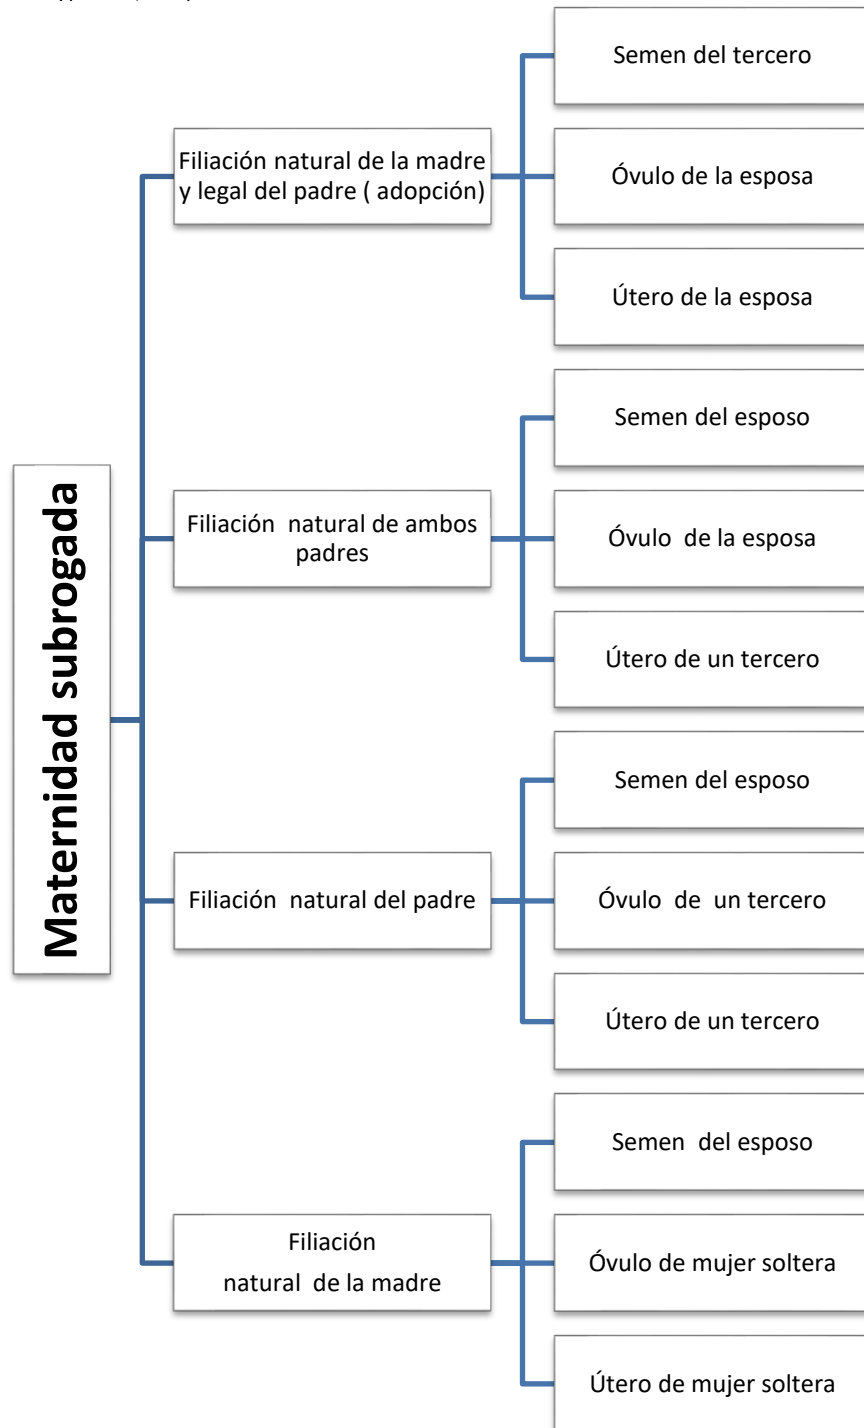 Maternidad subrogada
Filiación natural de la madre
y legal del padre ( adopción)
Semen del tercero
Óvulo de la esposa
Útero de la esposa
Filiación natural de ambos
padres
Semen del esposo
Óvulo de la esposa
Útero de un tercero
Filiación natural del padre
Semen del esposo
Óvulo de un tercero
Útero de un tercero
Filiación
natural de la madre
Semen del esposo
Óvulo de mujer soltera
Útero de mujer soltera